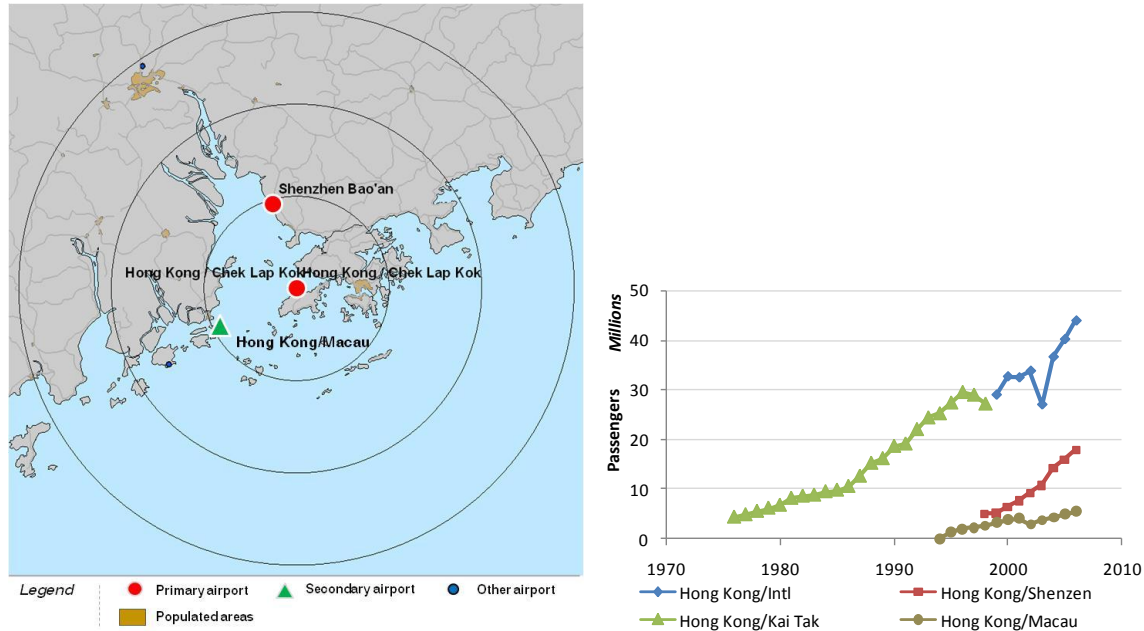 Shenzhen Bao'an
Hong Kong / Chek Lap Kok
Hong Kong / Chek Lap Kok
Hong Kong/Macau
Legend
Primary airport
Secondary airport
Other airport
Populated areas
Passengers
Millions
50
40
30
20
10
0
1970
1980
1990
2000
2010
Hong Kong/Intl
Hong Kong/Shenzen
Hong Kong/Kai Tak
Hong Kong/Macau